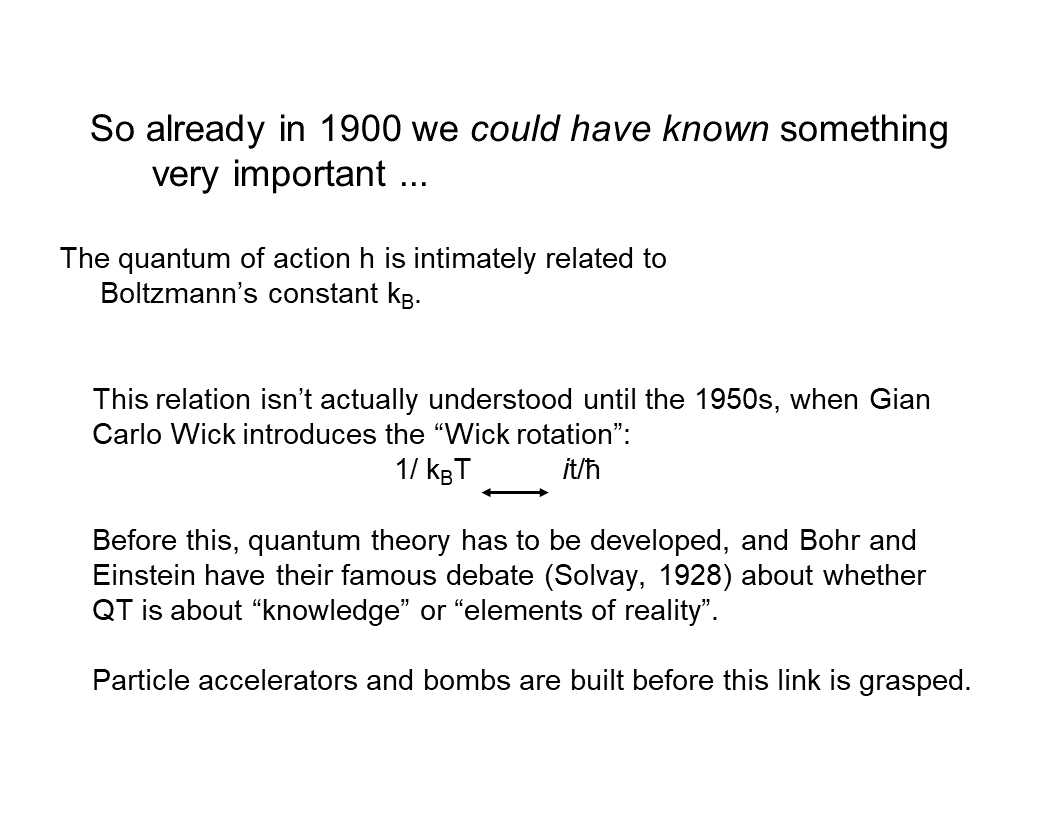 So already in 1900 we could have known something
very important ...
The quantum of action h is intimately related to
Boltzmann’s constant kB.
This relation isn’t actually understood until the 1950s, when Gian
Carlo Wick introduces the “Wick rotation”:
1/ kBT ⟷ it/ħ
Before this, quantum theory has to be developed, and Bohr and
Einstein have their famous debate (Solvay, 1928) about whether
QT is about “knowledge” or “elements of reality”.
Particle accelerators and bombs are built before this link is grasped.